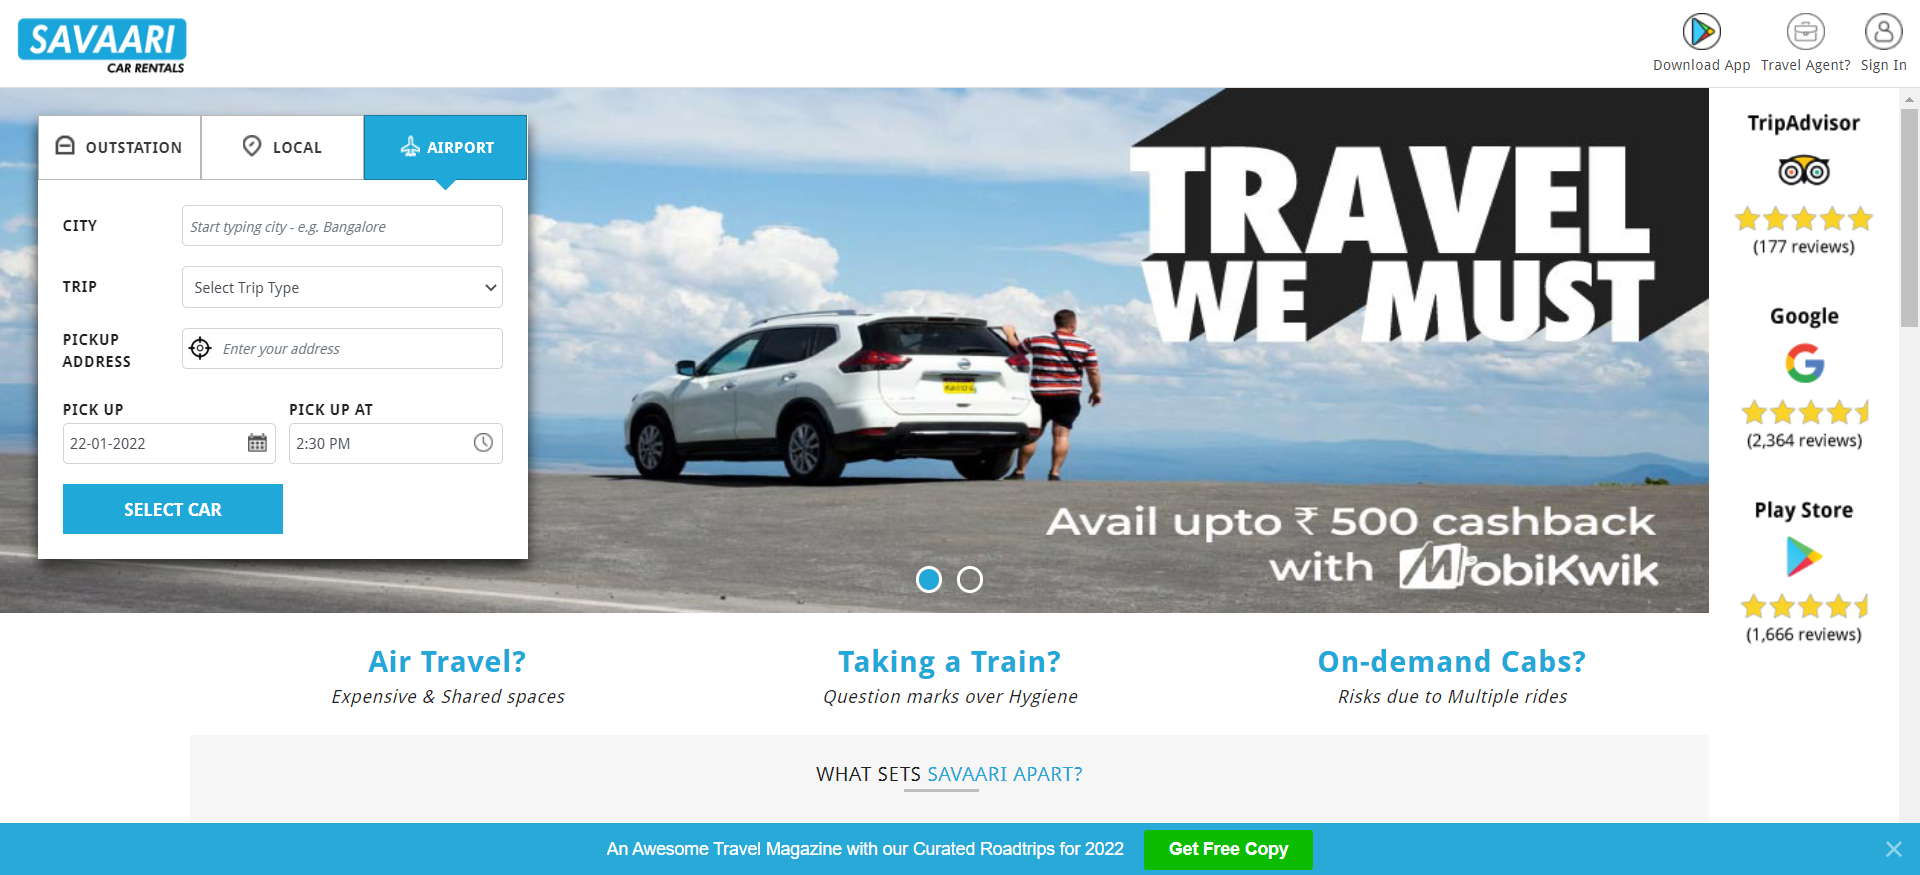 SAVAARI
CAR RENTALS
Download App
Travel Agent?
Sign In
OUTSTATION
LOCAL
AIRPORT
CITY
Start typing city - e.g. Bangalore
TRIP
Select Trip Type
PICKUP
ADDRESS
Enter your address
PICK UP
PICK UP AT
22-01-2022
2:30 PM
SELECT CAR
TRAVEL
WE MUST
Avail upto ₹ 500 cashback
with MobiKwik
TripAdvisor
(177 reviews)
Google
(2,364 reviews)
Play Store
(1,666 reviews)
Air Travel?
Expensive & Shared spaces
Taking a Train?
Question marks over Hygiene
On-demand Cabs?
Risks due to Multiple rides
WHAT SETS SAVAARI APART?
An Awesome Travel Magazine with our Curated Roadtrips for 2022
Get Free Copy